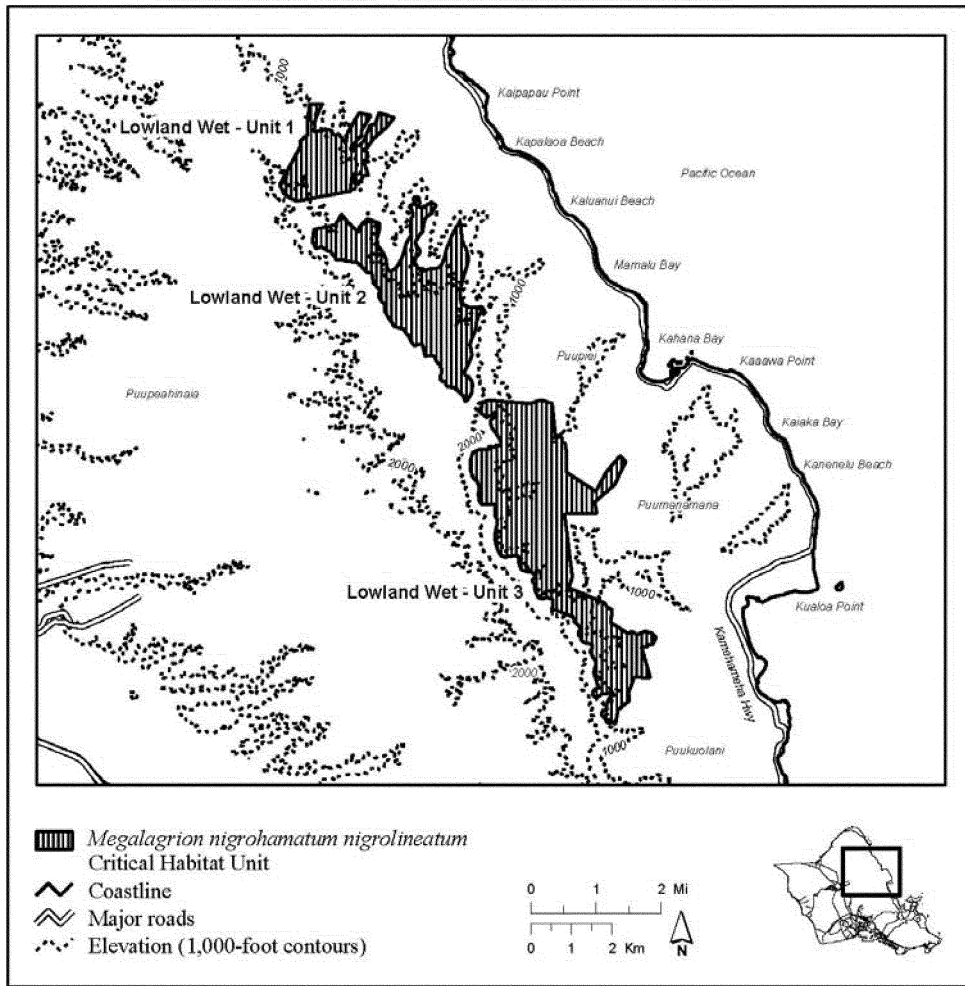 1000
Kaipapau Point
Lowland Wet - Unit 1
Kapalaoa Beach
Pacific Ocean
Kaluanui Beach
Mamalu Bay
Lowland Wet - Unit 2
1000
Kahana Bay
Puupiei
Kaaawa Point
Puupeahinaia
Kaiaka Bay
2000
2000
Kanenelu Beach
Puumanamana
Lowland Wet - Unit 3
1000
Kualoa Point
Kamehameha Hwy
2000
1000
Puukuolani
Megalagrion nigrohamatum nigrolineatum
Critical Habitat Unit
Coastline
Major roads
Elevation (1,000-foot contours)
0 1 2 Mi
0 1 2 Km
N